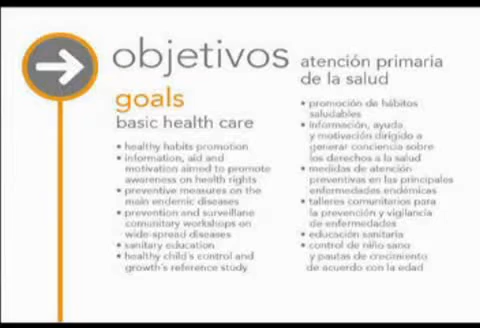 objetivos
goals
basic health care
• healthy habits promotion
• information, aid and
motivation aimed to promote
awareness on health rights
• preventive measures on the
main endemic diseases
• prevention and surveillane
comunitary workshops on
wide-spread diseases
• sanitary education
• healthy child's control and
growth's reference study
atención primaria
de la salud
• promoción de hábitos
saludables
• información, ayuda
y motivación dirigido a
generar conciencia sobre
los derechos a la salud
• medidas de atención
preventivas en las principales
enfermedades endémicas
• talleres comunitarios para
la prevención y vigilancia
de enfermedades
• educación sanitaria
• control de niño sano
y pautas de crecimiento
de acuerdo con la edad